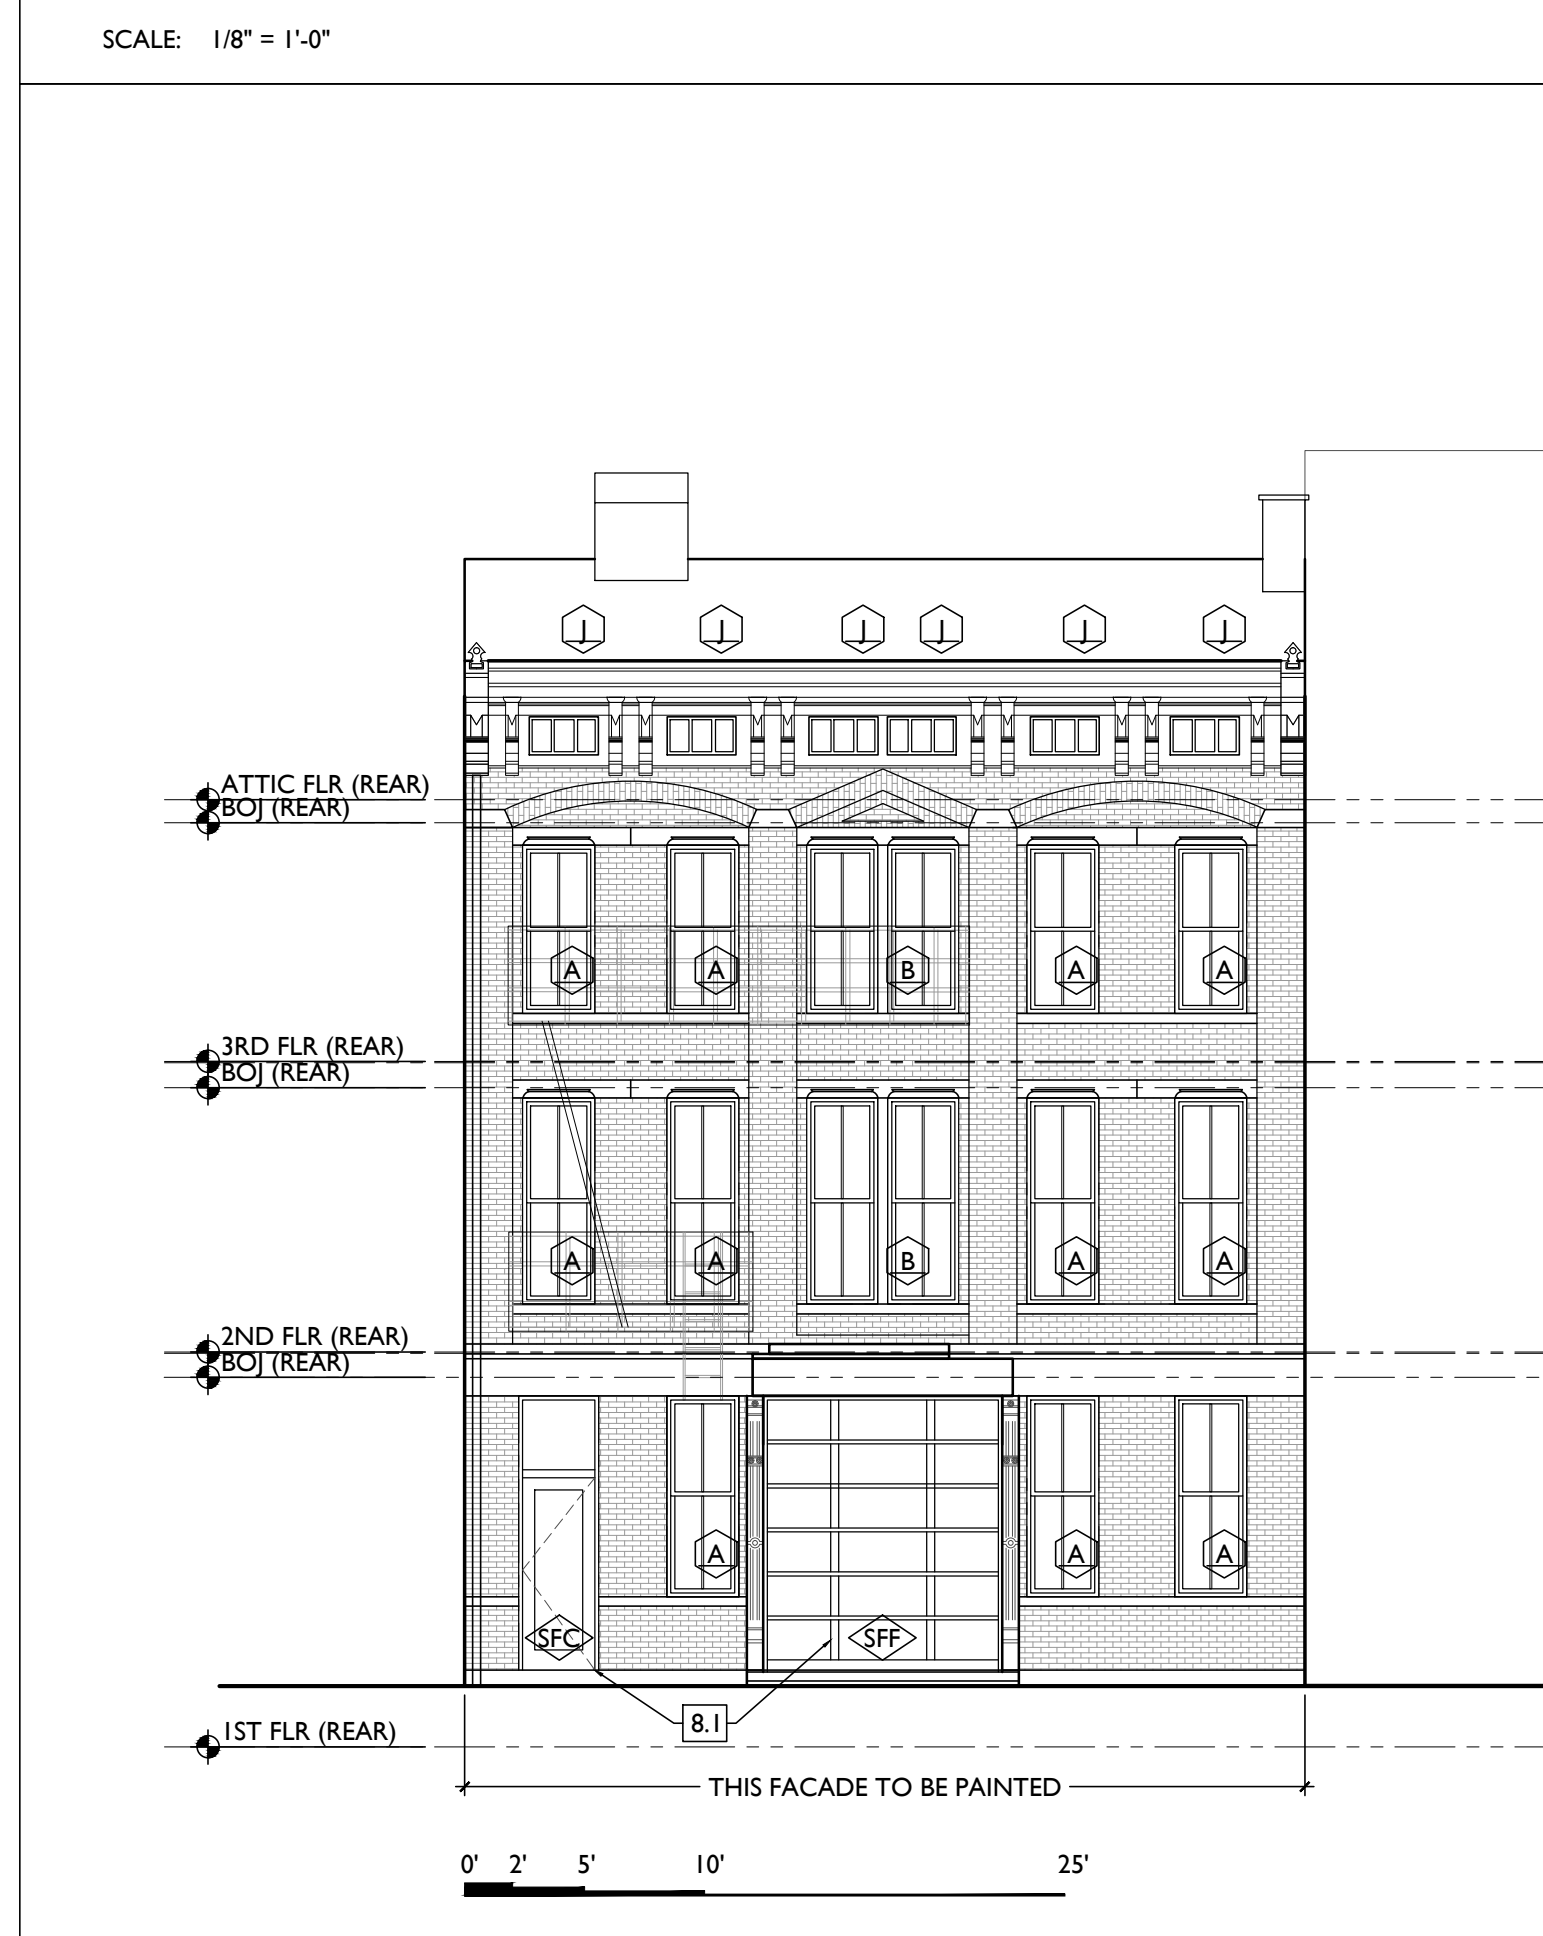 SCALE: 1/8" = 1'-0"
J J J J J J
ATTIC FLR (REAR)
BOJ (REAR)
A A B A A
3RD FLR (REAR)
BOJ (REAR)
A A B A A
2ND FLR (REAR)
BOJ (REAR)
A A A
SFC SFF
8.1
1ST FLR (REAR)
THIS FACADE TO BE PAINTED
0' 2' 5' 10' 25'